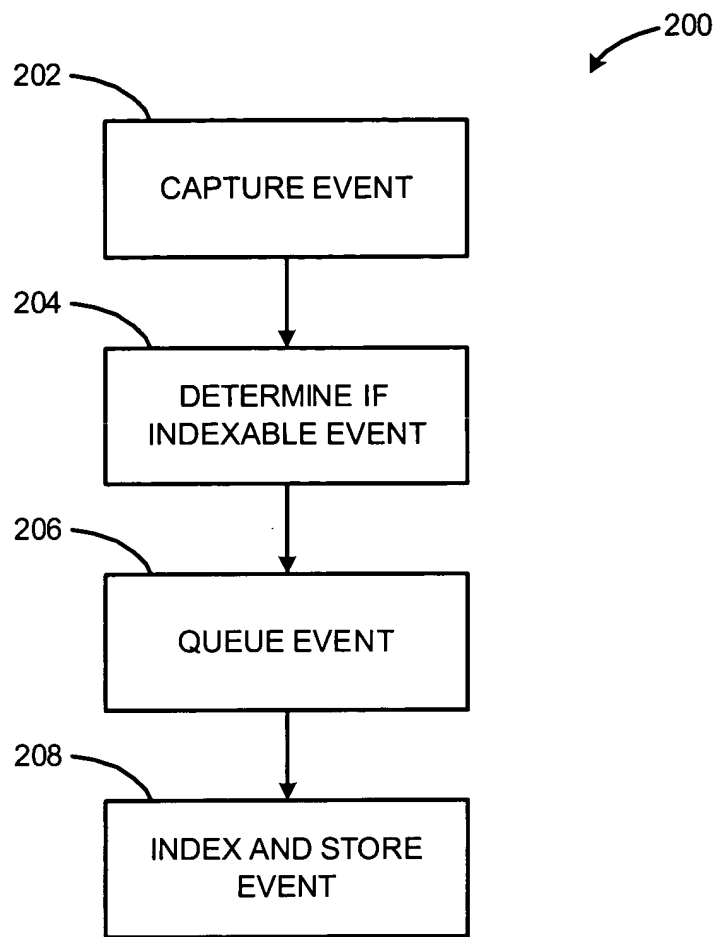 200
202
CAPTURE EVENT
204
DETERMINE IF
INDEXABLE EVENT
206
QUEUE EVENT
208
INDEX AND STORE
EVENT